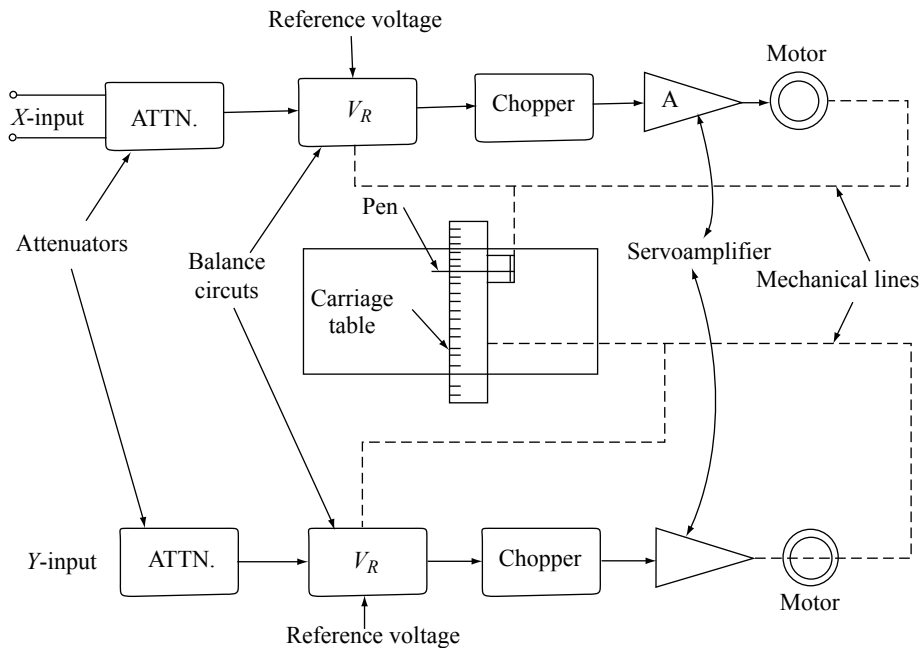 Reference voltage
Motor
X-input
ATTN.
V_R
Chopper
A
Pen
Attenuators
Balance
circuts
Servoamplifier
Mechanical lines
Carriage
table
Y-input
ATTN.
V_R
Chopper
Motor
Reference voltage